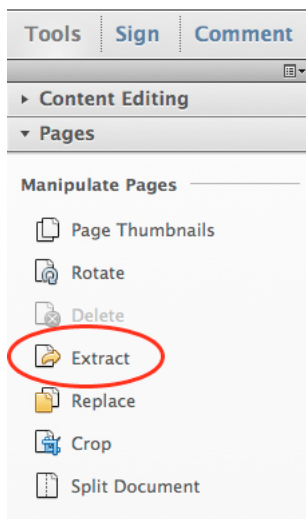 Tools Sign Comment
Content Editing
Pages
Manipulate Pages
Page Thumbnails
Rotate
Delete
Extract
Replace
Crop
Split Document